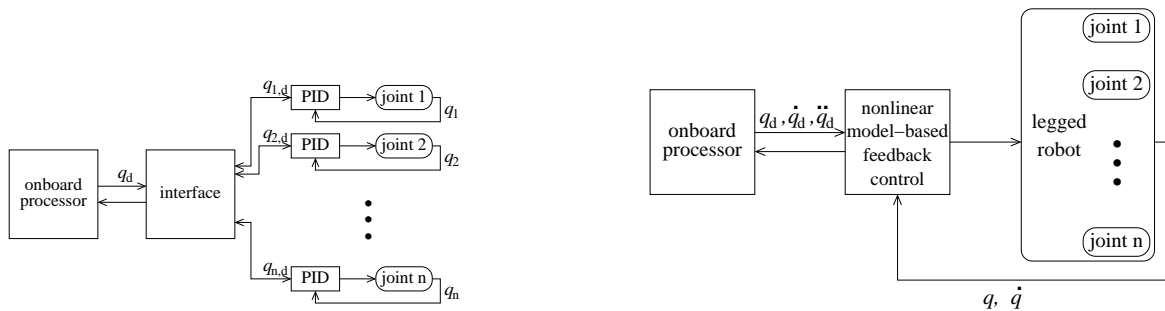 onboard
processor
q_d
interface
q_{1,d}
PID
joint 1
q_1
q_{2,d}
PID
joint 2
q_2
q_{n,d}
PID
joint n
q_n
onboard
processor
q_d , q̇_d , q̈_d
nonlinear
model−based
feedback
control
legged
robot
joint 1
joint 2
joint n
q, q̇